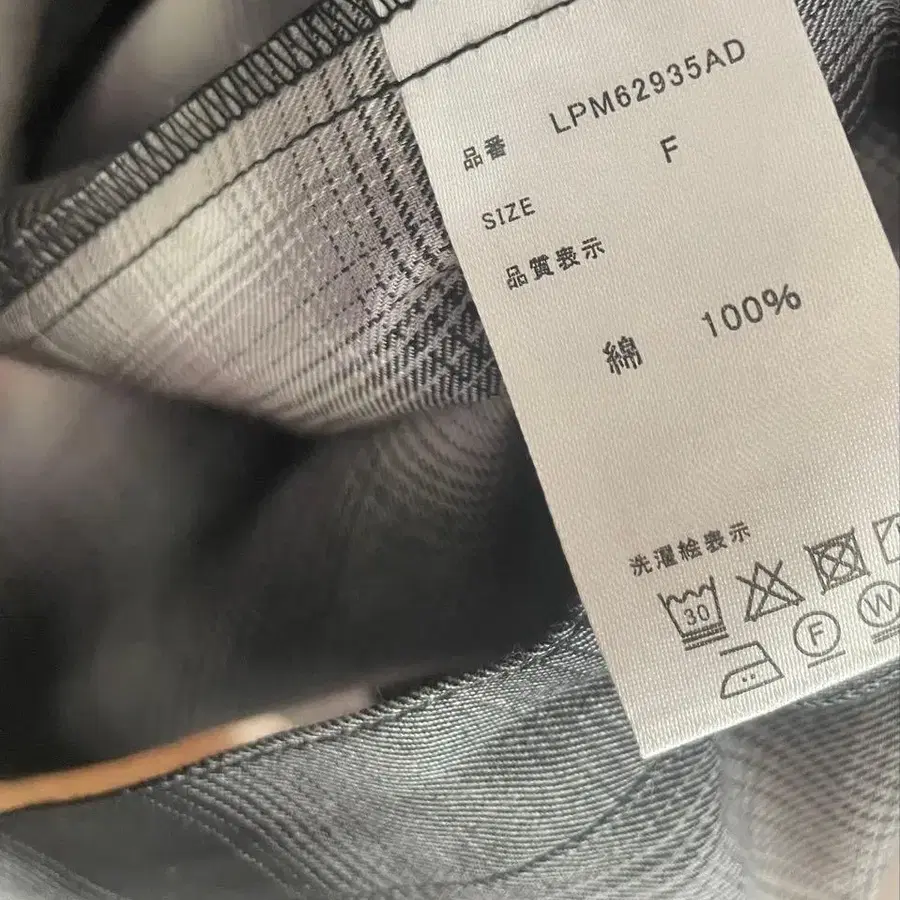 品番 LPM62935AD
SIZE F
品質表示
綿 100%
洗濯絵表示
30
F W